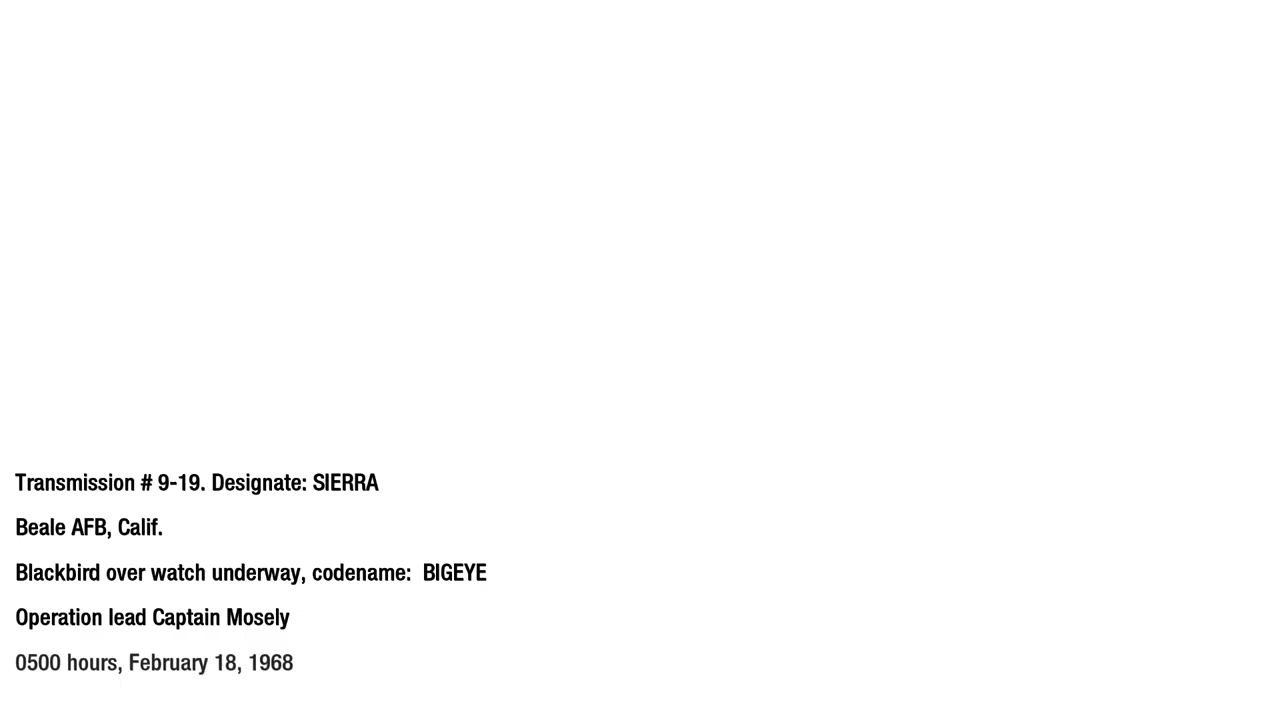 Transmission # 9-19. Designate: SIERRA
Beale AFB, Calif.
Blackbird over watch underway, codename:  BIGEYE
Operation lead Captain Mosely
0500 hours, February 18, 1968